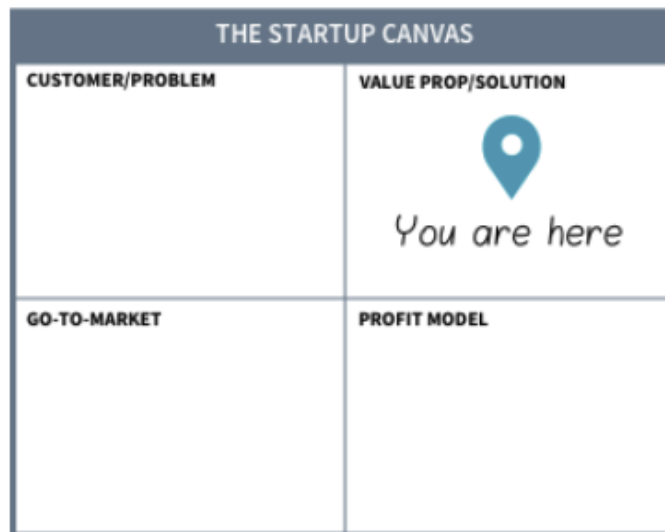 THE STARTUP CANVAS
CUSTOMER/PROBLEM
VALUE PROP/SOLUTION
You are here
GO-TO-MARKET
PROFIT MODEL